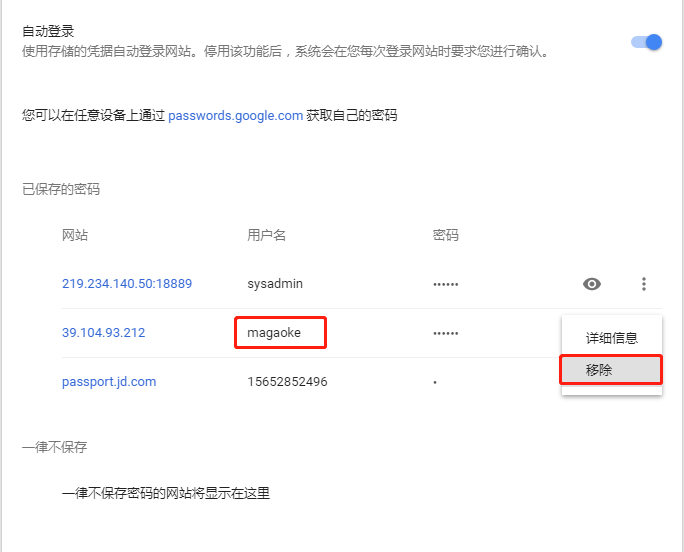 自动登录
使用存储的凭据自动登录网站。停用该功能后，系统会在您每次登录网站时要求您进行确认。
您可以在任意设备上通过 passwords.google.com 获取自己的密码
已保存的密码
网站 用户名 密码
219.234.140.50:18889 sysadmin ••••••
39.104.93.212 magaoke ••••••
详细信息
移除
passport.jd.com 15652852496 •
一律不保存
一律不保存密码的网站将显示在这里